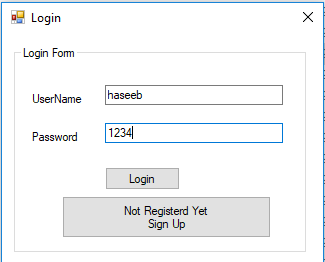 Login
Login Form
UserName haseeb
Password 1234
Login
Not Registerd Yet
Sign Up